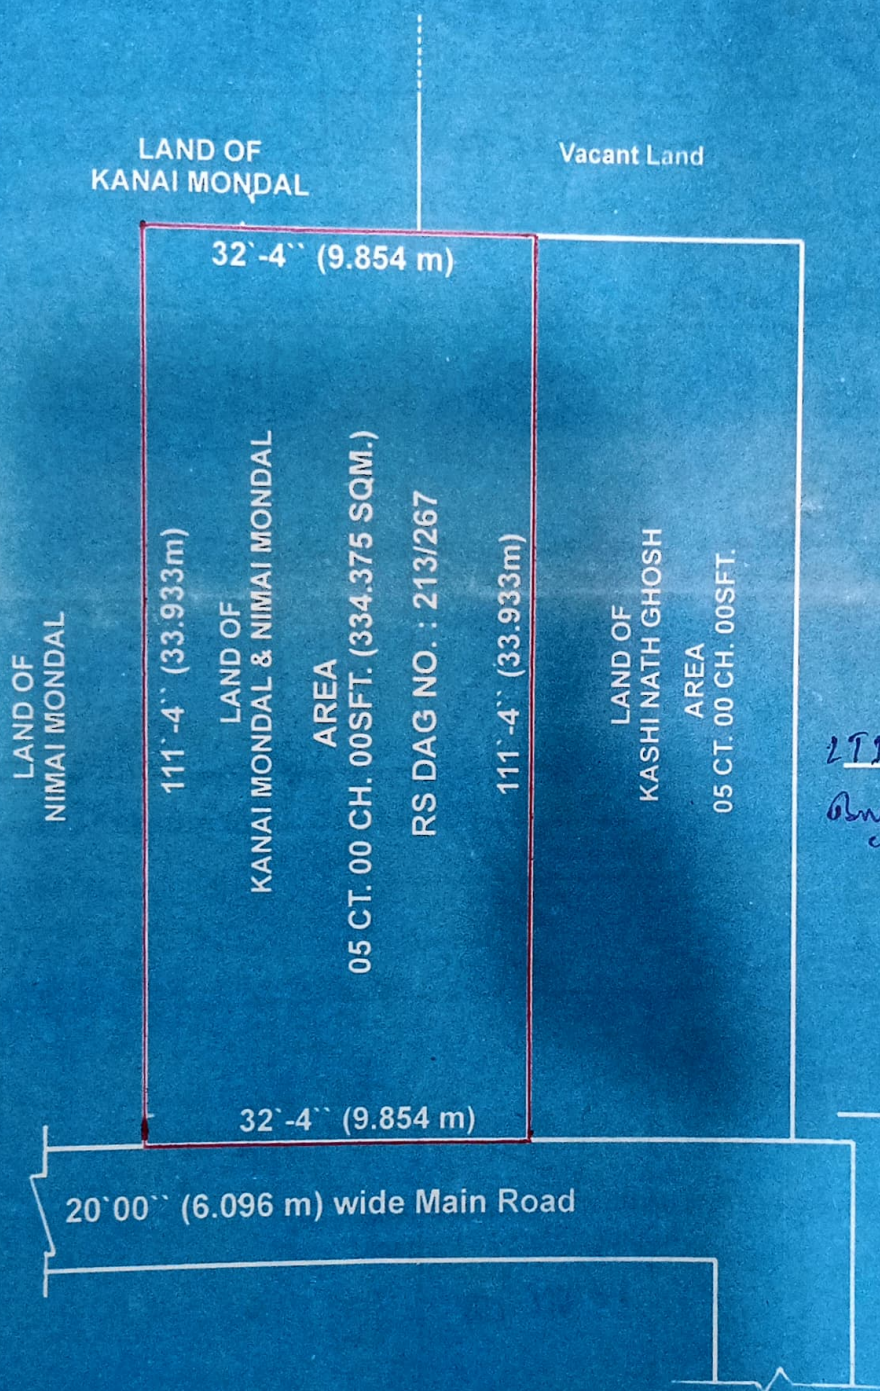 LAND OF
KANAI MONDAL
Vacant Land
32`-4`` (9.854 m)
LAND OF
NIMAI MONDAL
111`-4`` (33.933m)
LAND OF
KANAI MONDAL & NIMAI MONDAL
AREA
05 CT. 00 CH. 00SFT. (334.375 SQM.)
RS DAG NO. : 213/267
111`-4`` (33.933m)
LAND OF
KASHI NATH GHOSH
AREA
05 CT. 00 CH. 00SFT.
32`-4`` (9.854 m)
20`00`` (6.096 m) wide Main Road